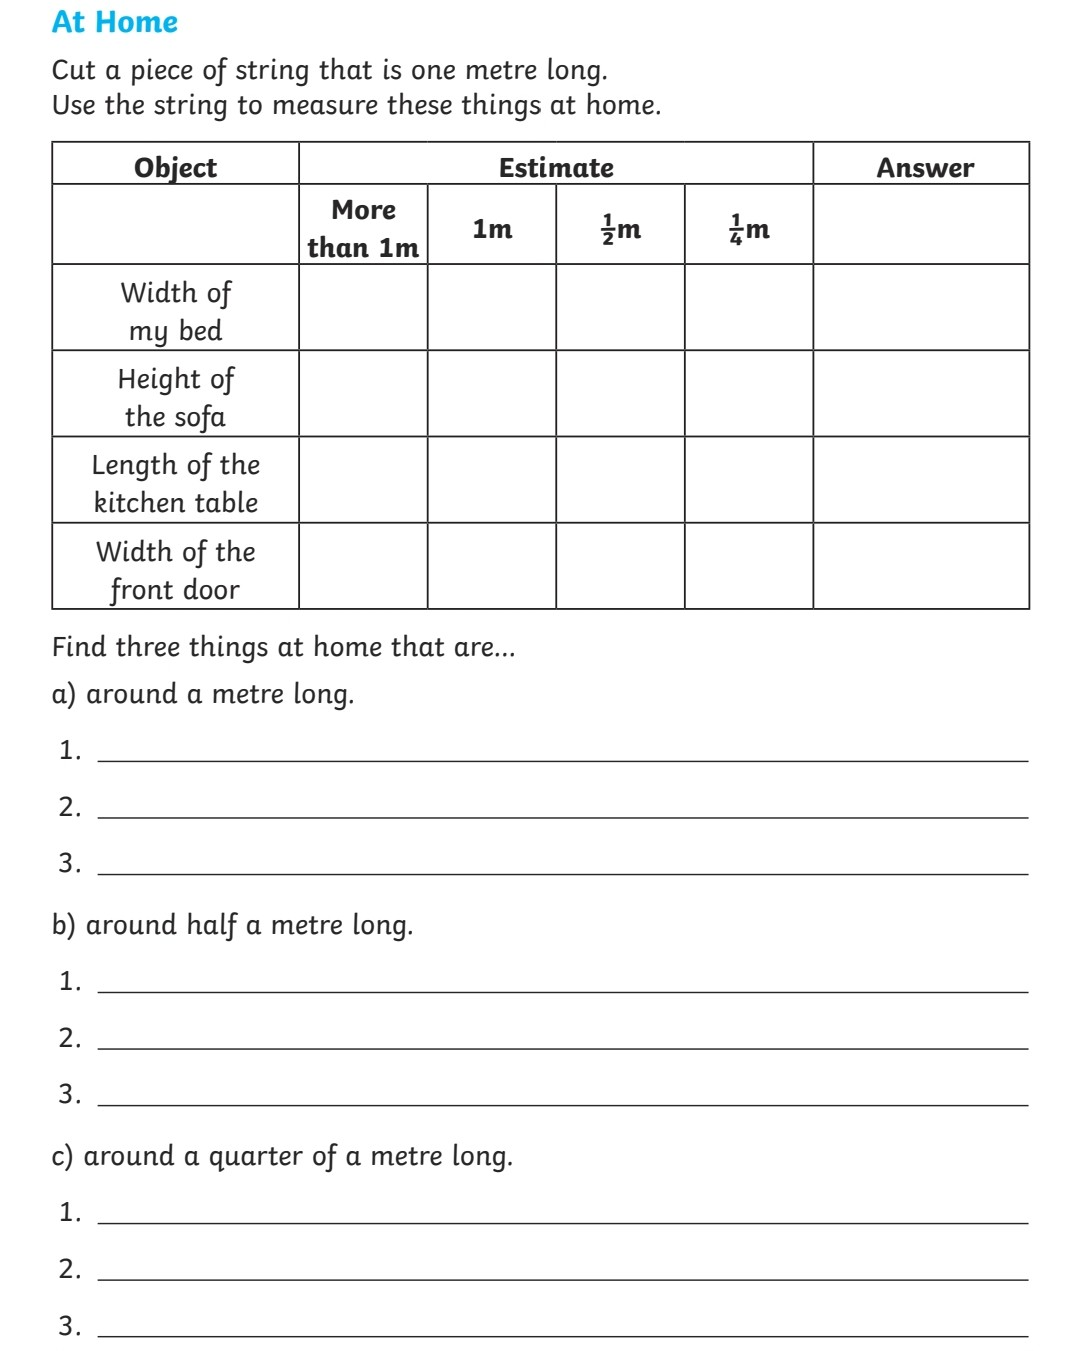 At Home
Cut a piece of string that is one metre long.
Use the string to measure these things at home.
Object Estimate Answer
More than 1m 1m ½m ¼m
Width of
my bed
Height of
the sofa
Length of the
kitchen table
Width of the
front door
Find three things at home that are...
a) around a metre long.
1.
2.
3.
b) around half a metre long.
1.
2.
3.
c) around a quarter of a metre long.
1.
2.
3.